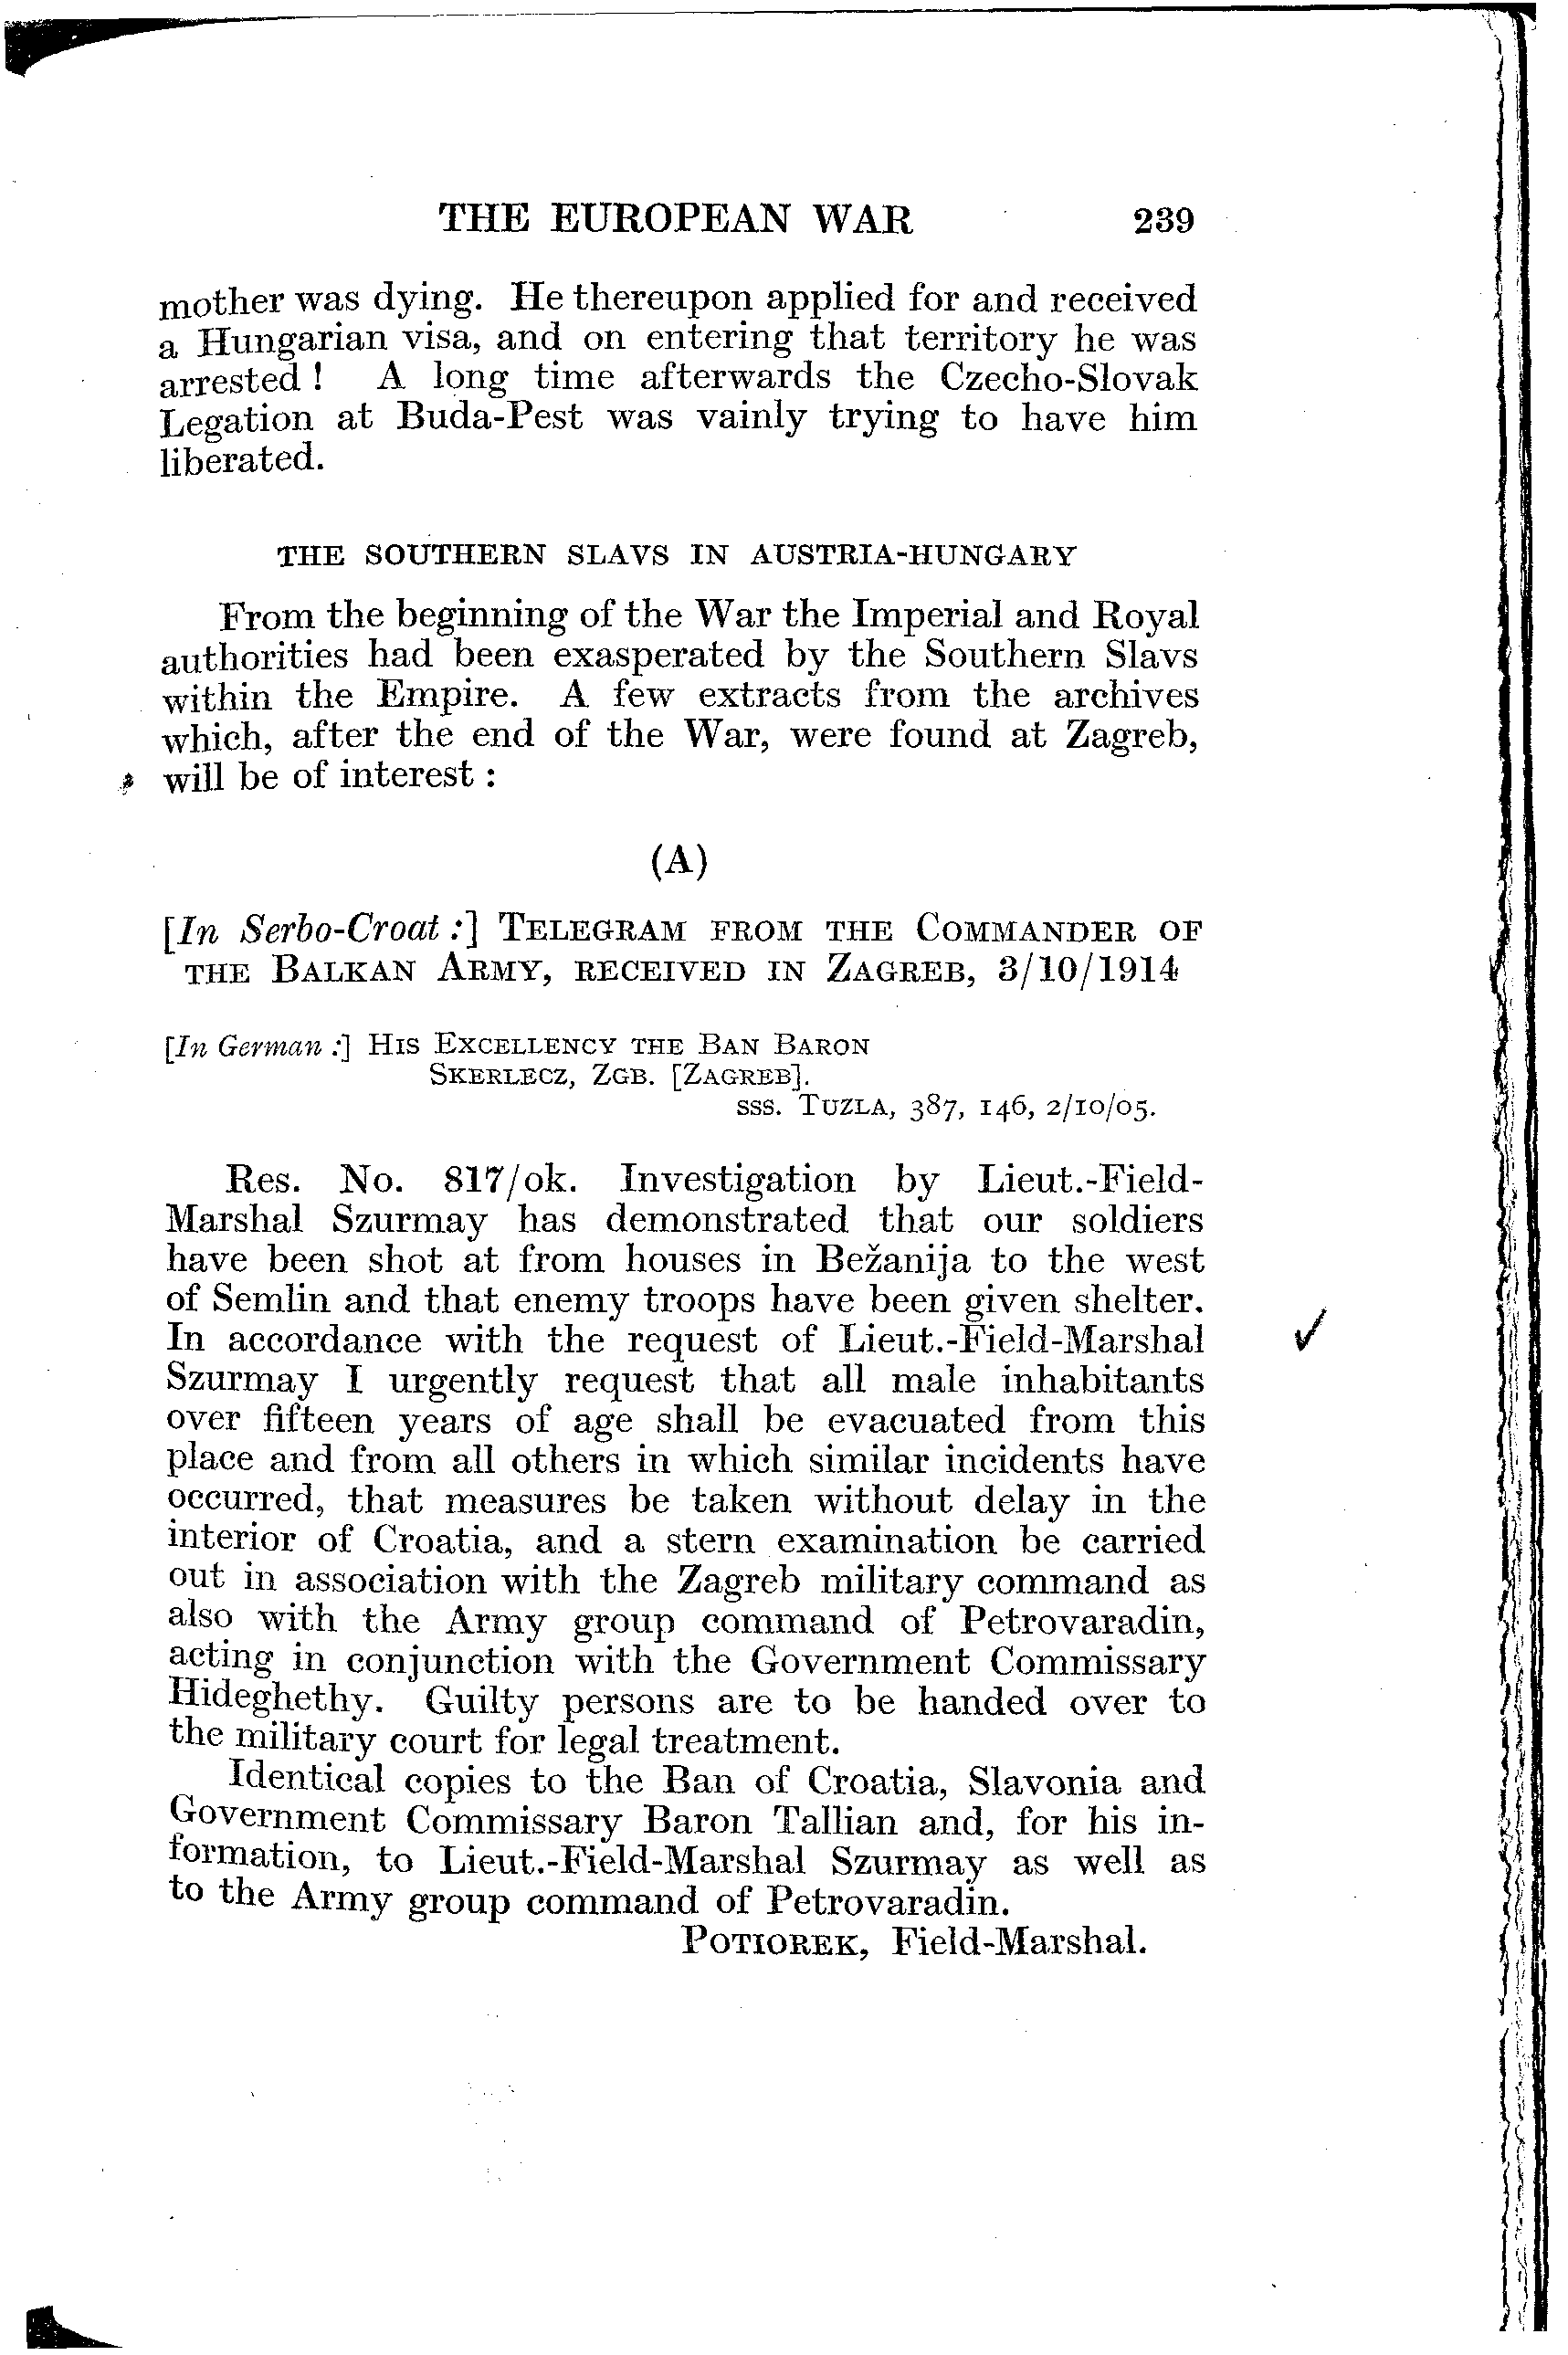 THE EUROPEAN WAR 239
mother was dying. He thereupon applied for and received
a Hungarian visa, and on entering that territory he was
arrested ! A long time afterwards the Czecho-Slovak
Legation at Buda-Pest was vainly trying to have him
liberated.
THE SOUTHERN SLAVS IN AUSTRIA-HUNGARY
From the beginning of the War the Imperial and Royal
authorities had been exasperated by the Southern Slavs
within the Empire. A few extracts from the archives
which, after the end of the War, were found at Zagreb,
will be of interest :
(A)
[In Serbo-Croat :] TELEGRAM FROM THE COMMANDER OF
THE BALKAN ARMY, RECEIVED IN ZAGREB, 3/10/1914
[In German :] HIS EXCELLENCY THE BAN BARON
SKERLECZ, ZGB. [ZAGREB].
SSS. TUZLA, 387, 146, 2/10/05.
Res. No. 817/ok. Investigation by Lieut.-Field-
Marshal Szurmay has demonstrated that our soldiers
have been shot at from houses in Bežanija to the west
of Semlin and that enemy troops have been given shelter.
In accordance with the request of Lieut.-Field-Marshal
Szurmay I urgently request that all male inhabitants
over fifteen years of age shall be evacuated from this
place and from all others in which similar incidents have
occurred, that measures be taken without delay in the
interior of Croatia, and a stern examination be carried
out in association with the Zagreb military command as
also with the Army group command of Petrovaradin,
acting in conjunction with the Government Commissary
Hideghethy. Guilty persons are to be handed over to
the military court for legal treatment.
Identical copies to the Ban of Croatia, Slavonia and
Government Commissary Baron Tallian and, for his in-
formation, to Lieut.-Field-Marshal Szurmay as well as
to the Army group command of Petrovaradin.
POTIOREK, Field-Marshal.